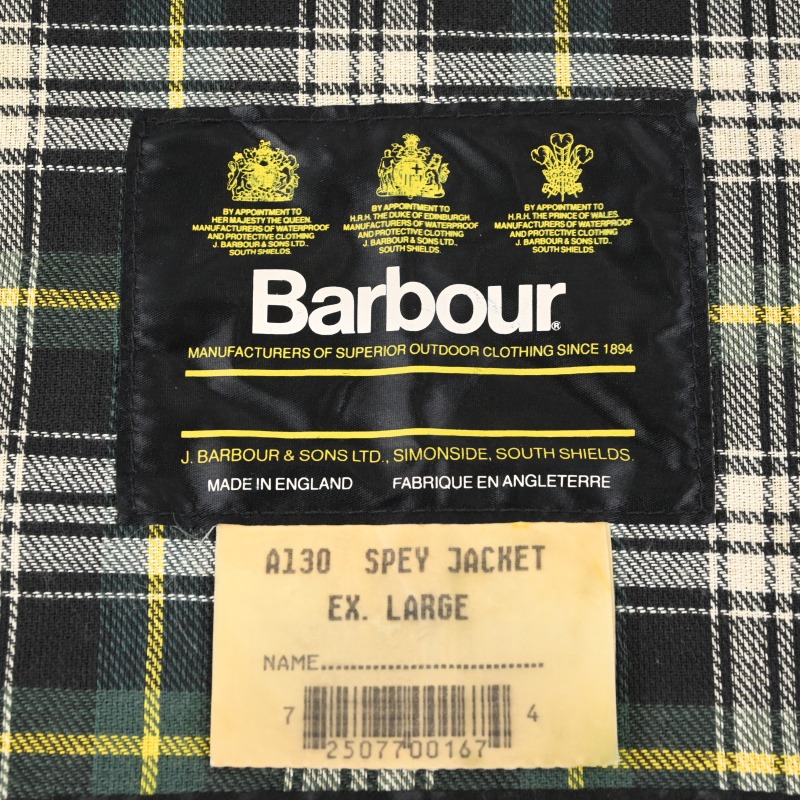 BY APPOINTMENT TO
HER MAJESTY THE QUEEN.
MANUFACTURERS OF WATERPROOF
AND PROTECTIVE CLOTHING
J. BARBOUR & SONS LTD.,
SOUTH SHIELDS.
BY APPOINTMENT TO
H.R.H. THE DUKE OF EDINBURGH.
MANUFACTURERS OF WATERPROOF
AND PROTECTIVE CLOTHING
J. BARBOUR & SONS LTD.,
SOUTH SHIELDS.
BY APPOINTMENT TO
H.R.H. THE PRINCE OF WALES.
MANUFACTURERS OF WATERPROOF
AND PROTECTIVE CLOTHING
J. BARBOUR & SONS LTD.,
SOUTH SHIELDS.
Barbour®
MANUFACTURERS OF SUPERIOR OUTDOOR CLOTHING SINCE 1894
J. BARBOUR & SONS LTD., SIMONSIDE, SOUTH SHIELDS.
MADE IN ENGLAND FABRIQUE EN ANGLETERRE
A130 SPEY JACKET
EX. LARGE
NAME..........................
7 4
2507700167